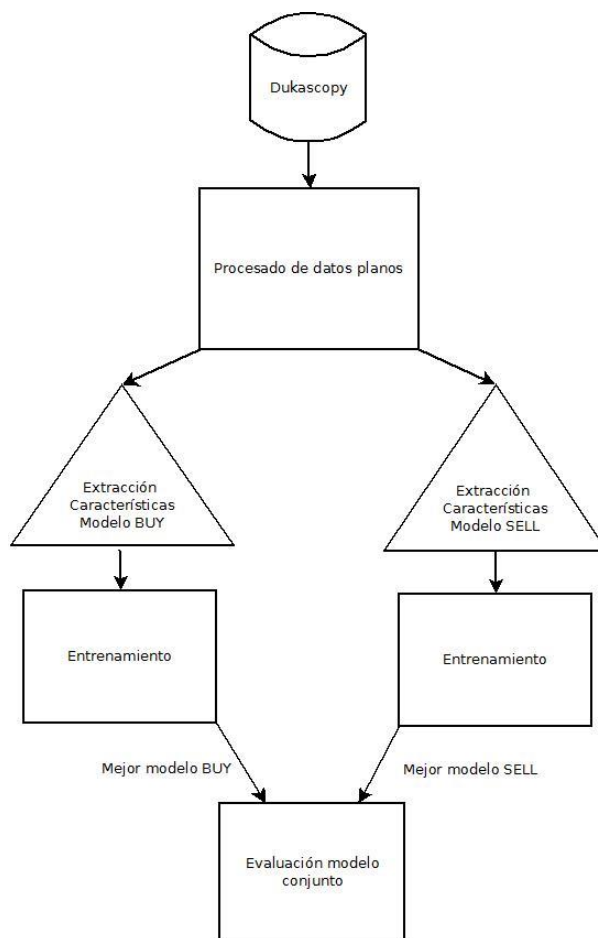 Dukascopy
Procesado de datos planos
Extracción
Características
Modelo BUY
Extracción
Características
Modelo SELL
Entrenamiento
Entrenamiento
Mejor modelo BUY
Mejor modelo SELL
Evaluación modelo
conjunto